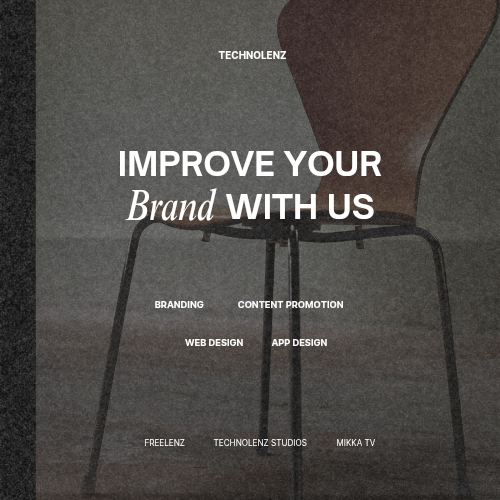 TECHNOLENZ
IMPROVE YOUR
Brand WITH US
BRANDING CONTENT PROMOTION
WEB DESIGN APP DESIGN
FREELENZ TECHNOLENZ STUDIOS MIKKA TV